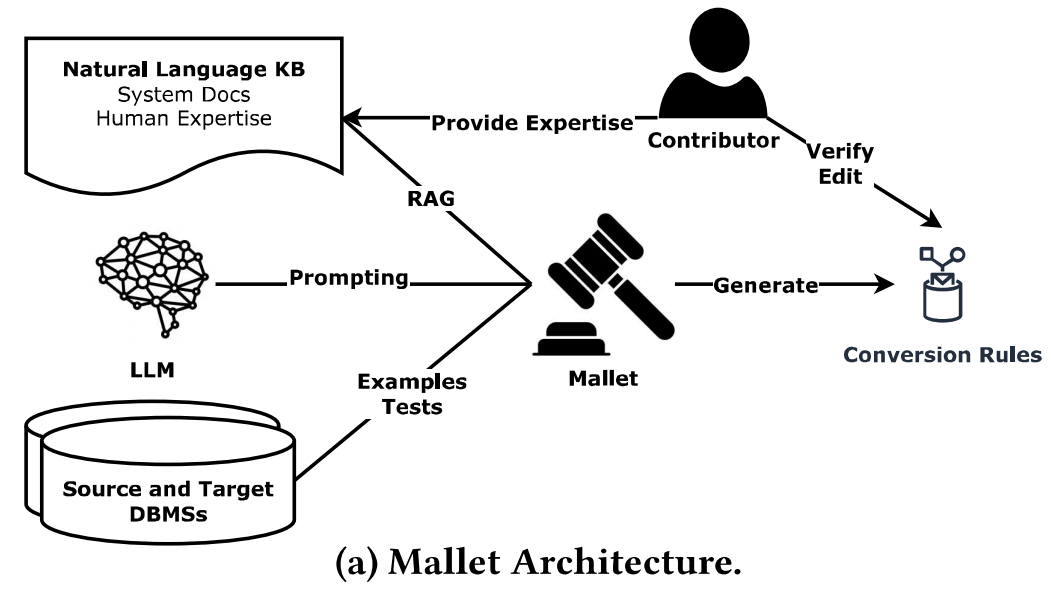 Natural Language KB
System Docs
Human Expertise
Provide Expertise
Contributor
Verify
Edit
RAG
Prompting
Generate
LLM
Mallet
Conversion Rules
Examples
Tests
Source and Target
DBMSs
(a) Mallet Architecture.